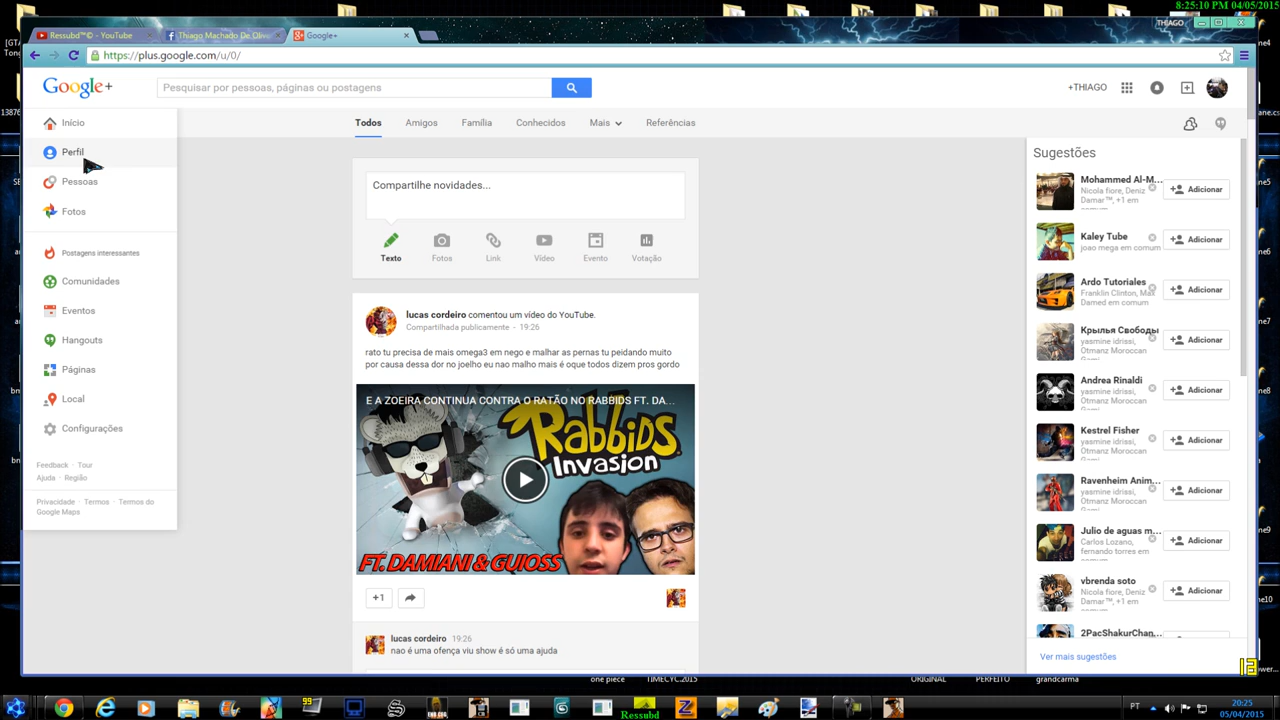 8:25:10 PM 04/05/2015
THIAGO
Ressubd™© - YouTube
Thiago Machado De Olive
Google+
https://plus.google.com/u/0/
Google+
Pesquisar por pessoas, páginas ou postagens
+THIAGO
Início
Perfil
Pessoas
Fotos
Postagens interessantes
Comunidades
Eventos
Hangouts
Páginas
Local
Configurações
Feedback · Tour
Ajuda · Região
Privacidade · Termos · Termos do
Google Maps
Todos
Amigos
Família
Conhecidos
Mais
Referências
Compartilhe novidades...
Texto
Fotos
Link
Vídeo
Evento
Votação
lucas cordeiro comentou um vídeo do YouTube.
Compartilhada publicamente - 19:26
rato tu precisa de mais omega3 em nego e malhar as pernas tu peidando muito
por causa dessa dor no joelho eu nao malho mais é oque todos dizem pros gordo
E A ZOEIRA CONTINUA CONTRA O RATÃO NO RABBIDS FT. DA...
Rabbids
Invasion
FT. DAMIANI & GUIOSS
+1
lucas cordeiro 19:26
nao é uma ofença viu show é só uma ajuda
Sugestões
Mohammed Al-M...
Nicola fiore, Deniz
Damar™, +1 em
comum
Adicionar
Kaley Tube
joao mega em comum
Adicionar
Ardo Tutoriales
Franklin Clinton, Max
Damed em comum
Adicionar
Крылья Свободы
yasmine idrissi,
Otmanz Moroccan
Adicionar
Andrea Rinaldi
yasmine idrissi,
Otmanz Moroccan
Adicionar
Kestrel Fisher
yasmine idrissi,
Otmanz Moroccan
Adicionar
Ravenheim Anim...
yasmine idrissi,
Otmanz Moroccan
Adicionar
Julio de aguas m...
Carlos Lozano,
fernando torres em
Adicionar
vbrenda soto
Nicola fiore, Deniz
Damar™, +1 em
Adicionar
2PacShakurChan...
Ver mais sugestões
13
one piece
TIMECYC.2015
ORIGINAL
PERFEITO
grandcarma
99
Ressubd
PT
20:25
05/04/2015